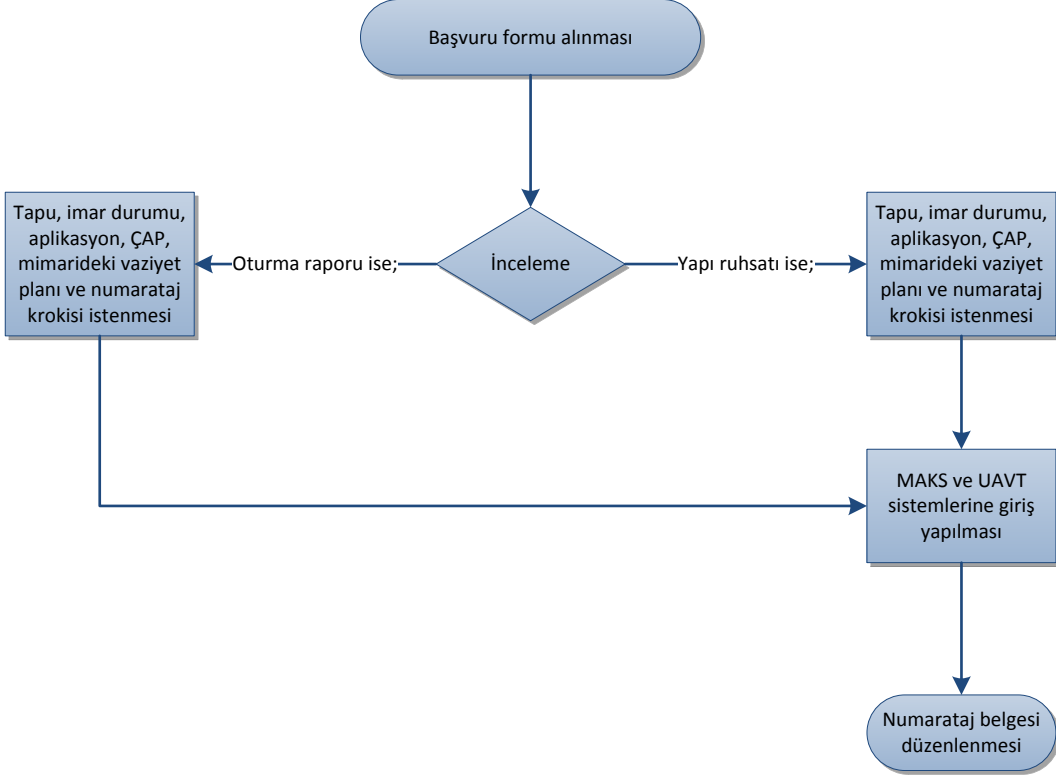 Başvuru formu alınması
Tapu, imar durumu,
aplikasyon, ÇAP,
mimarideki vaziyet
planı ve numarataj
krokisi istenmesi
Oturma raporu ise;
İnceleme
Yapı ruhsatı ise;
Tapu, imar durumu,
aplikasyon, ÇAP,
mimarideki vaziyet
planı ve numarataj
krokisi istenmesi
MAKS ve UAVT
sistemlerine giriş
yapılması
Numarataj belgesi
düzenlenmesi